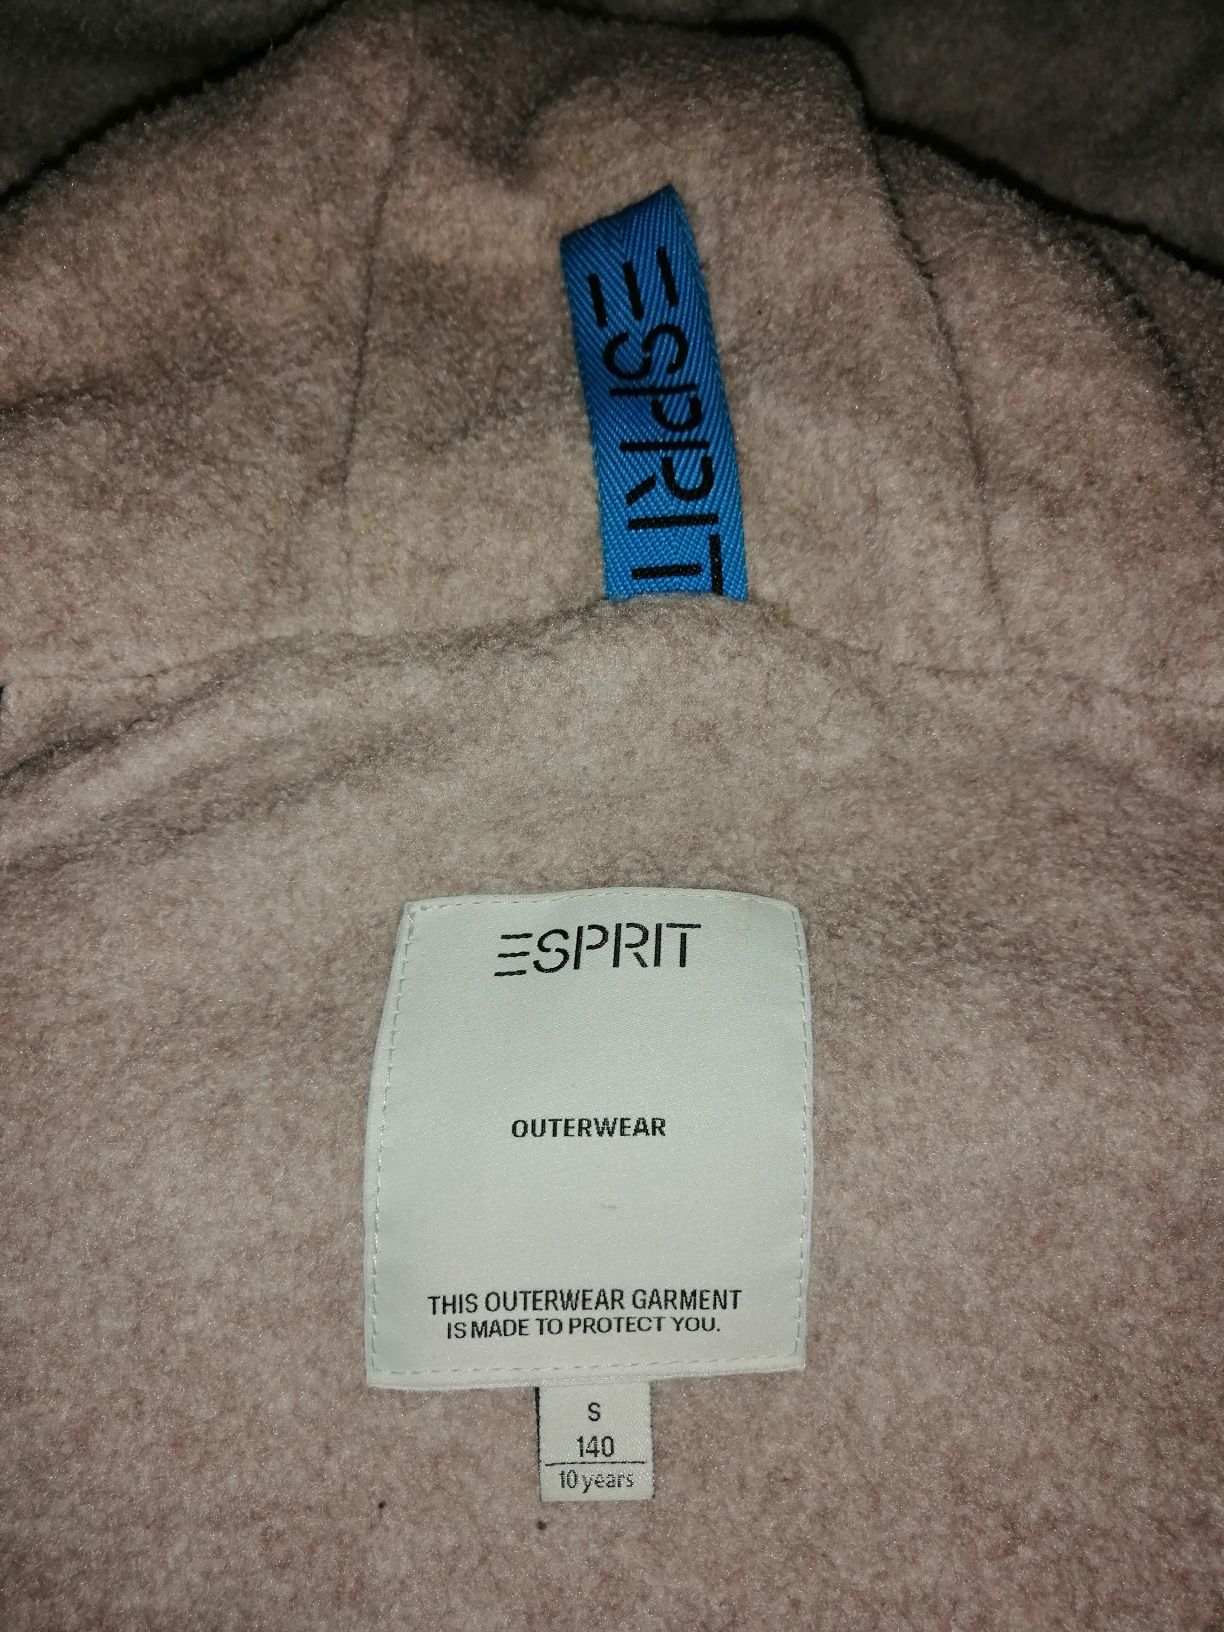 ESPRIT
ESPRIT
OUTERWEAR
THIS OUTERWEAR GARMENT
IS MADE TO PROTECT YOU.
S
140
10 years